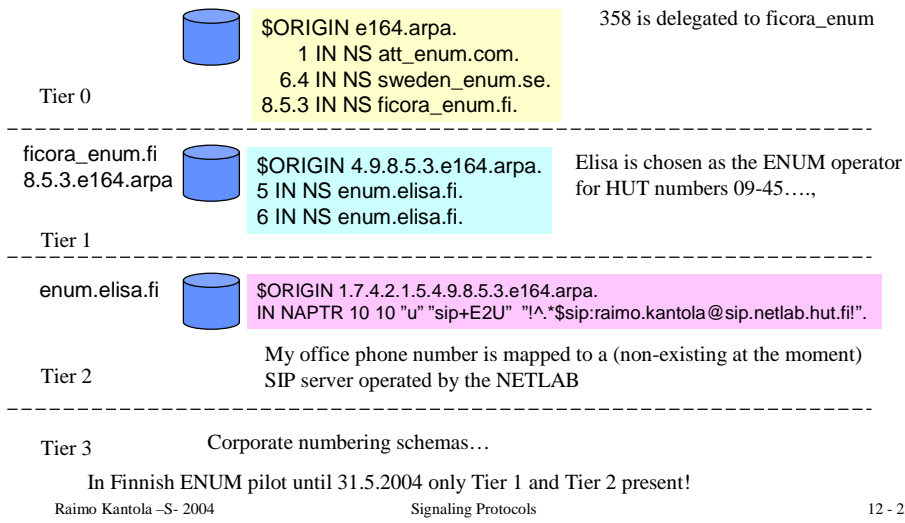 358 is delegated to ficora_enum
$ORIGIN e164.arpa.
1 IN NS att_enum.com.
6.4 IN NS sweden_enum.se.
8.5.3 IN NS ficora_enum.fi.
Tier 0
ficora_enum.fi
8.5.3.e164.arpa
$ORIGIN 4.9.8.5.3.e164.arpa.
5 IN NS enum.elisa.fi.
6 IN NS enum.elisa.fi.
Elisa is chosen as the ENUM operator
for HUT numbers 09-45….,
Tier 1
enum.elisa.fi
$ORIGIN 1.7.4.2.1.5.4.9.8.5.3.e164.arpa.
IN NAPTR 10 10 ”u” ”sip+E2U” ”!^.*$sip:raimo.kantola@sip.netlab.hut.fi!”.
My office phone number is mapped to a (non-existing at the moment)
SIP server operated by the NETLAB
Tier 2
Tier 3
Corporate numbering schemas…
In Finnish ENUM pilot until 31.5.2004 only Tier 1 and Tier 2 present!
Raimo Kantola –S- 2004
Signaling Protocols
12 - 2